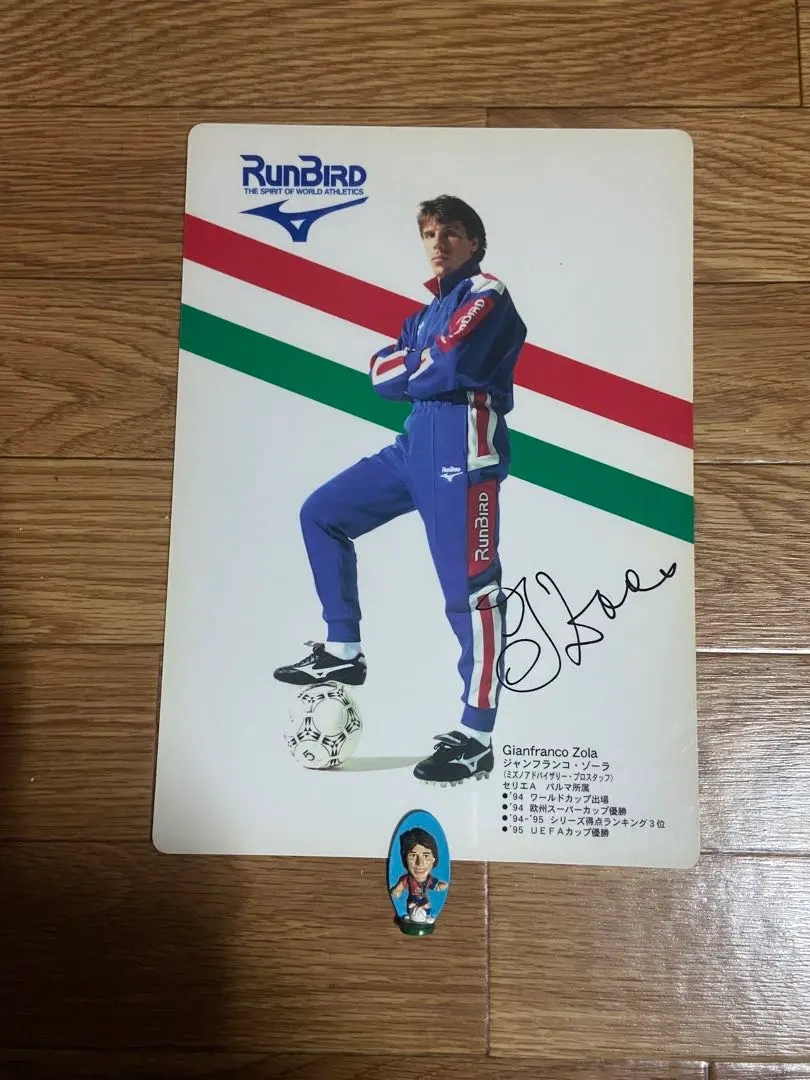 RUNBIRD
THE SPIRIT OF WORLD ATHLETICS
RUNBIRD
RUNBIRD
RUNBIRD
G Zola
5
Gianfranco Zola
ジャンフランコ・ゾーラ
(ミズノアドバイザリー・プロスタッフ)
セリエA パルマ所属
●'94 ワールドカップ出場
●'94 欧州スーパーカップ優勝
●'94-'95 シリーズ得点ランキング3位
●'95 UEFAカップ優勝